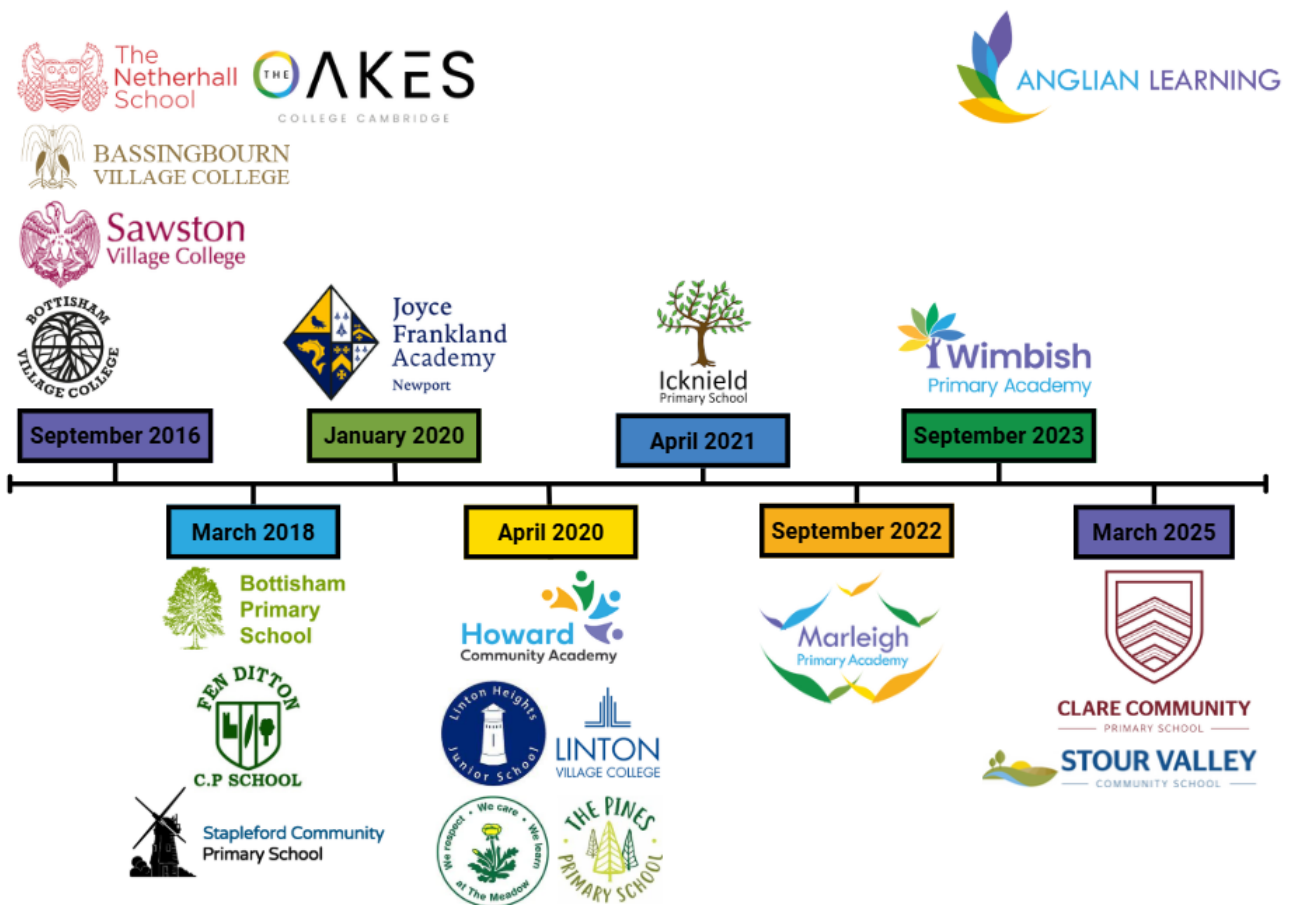 The
Netherhall
School
THE OAKES
COLLEGE CAMBRIDGE
ANGLIAN LEARNING
BASSINGBOURN
VILLAGE COLLEGE
Sawston
Village College
BOTTISHAM
VILLAGE COLLEGE
Joyce
Frankland
Academy
Newport
Icknield
Primary School
Wimbish
Primary Academy
September 2016
January 2020
April 2021
September 2023
March 2018
April 2020
September 2022
March 2025
Bottisham
Primary
School
FEN DITTON
C.P SCHOOL
Stapleford Community
Primary School
Howard
Community Academy
Linton Heights
Junior School
LINTON
VILLAGE COLLEGE
We respect • We care • We learn
at The Meadow
THE PINES
PRIMARY SCHOOL
Marleigh
Primary Academy
CLARE COMMUNITY
PRIMARY SCHOOL
STOUR VALLEY
COMMUNITY SCHOOL